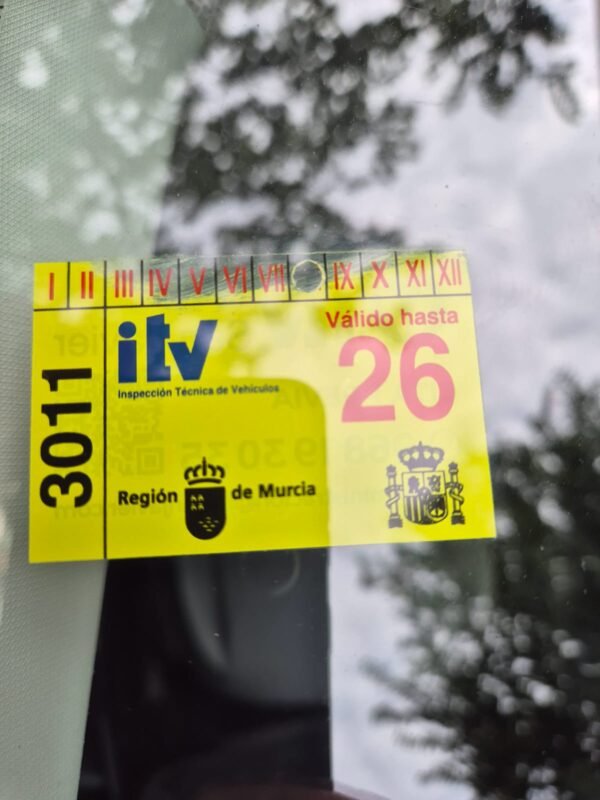 I II III IV V VI VII IX X XI XII
3011
itv
Inspección Técnica de Vehículos
Válido hasta
26
Región de Murcia